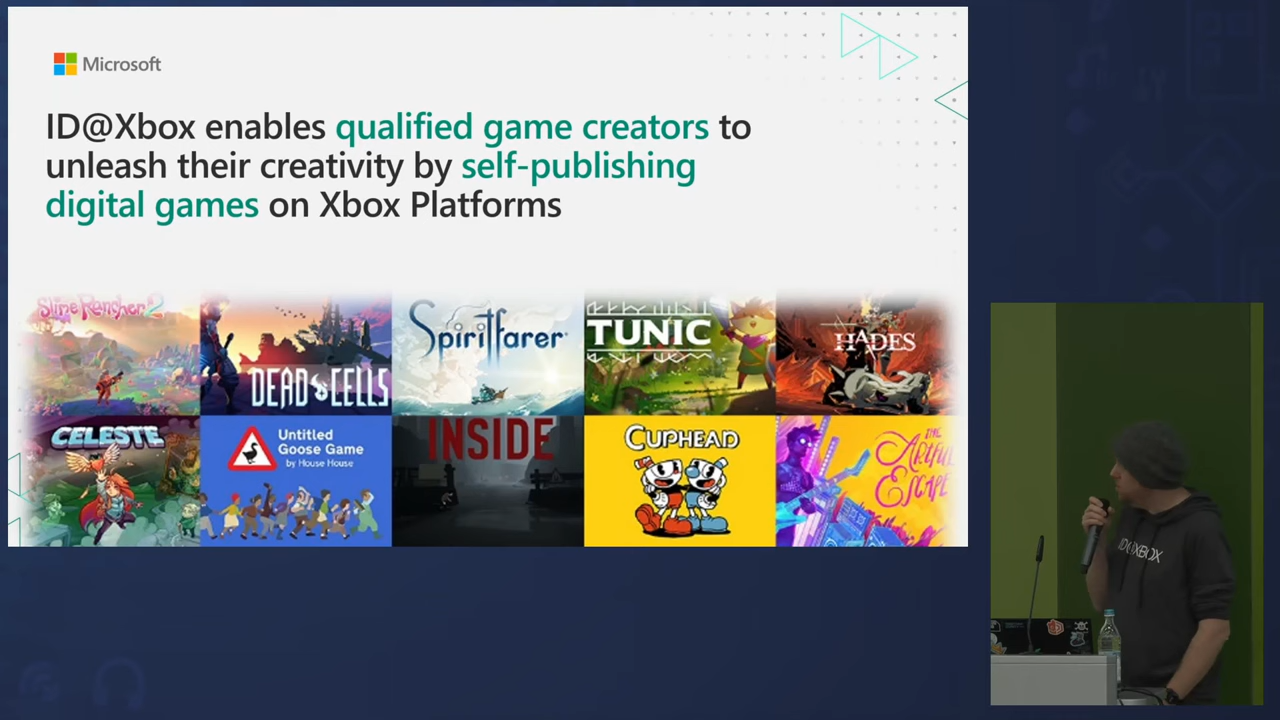 Microsoft
ID@Xbox enables qualified game creators to
unleash their creativity by self-publishing
digital games on Xbox Platforms
Slime Rancher 2
DEAD CELLS
Spiritfarer
TUNIC
HADES
CELESTE
Untitled
Goose Game
by House House
INSIDE
CUPHEAD
THE
ARTFUL
ESCAPE
ID@XBOX